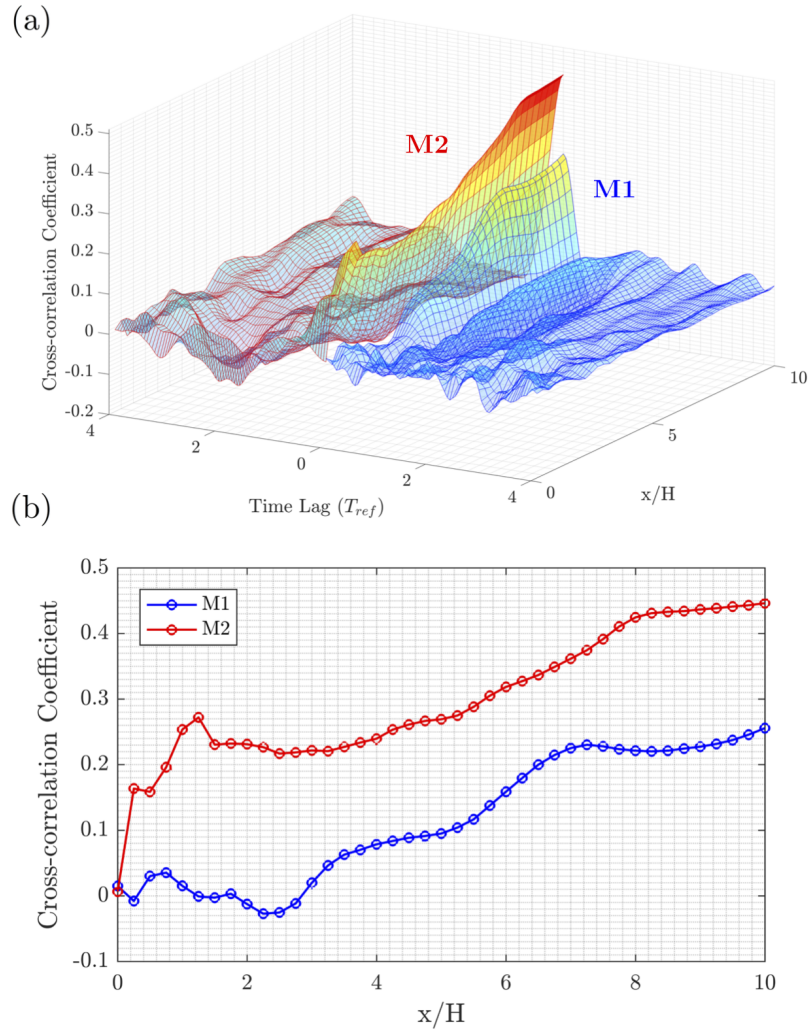 (a)
0.5
0.4
0.3
0.2
0.1
0
-0.1
-0.2
Cross-correlation Coefficient
M2
M1
4
2
0
2
4
Time Lag (T_ref)
0
5
10
x/H
(b)
0.5
0.4
0.3
0.2
0.1
0
-0.1
Cross-correlation Coefficient
M1
M2
0
2
4
6
8
10
x/H